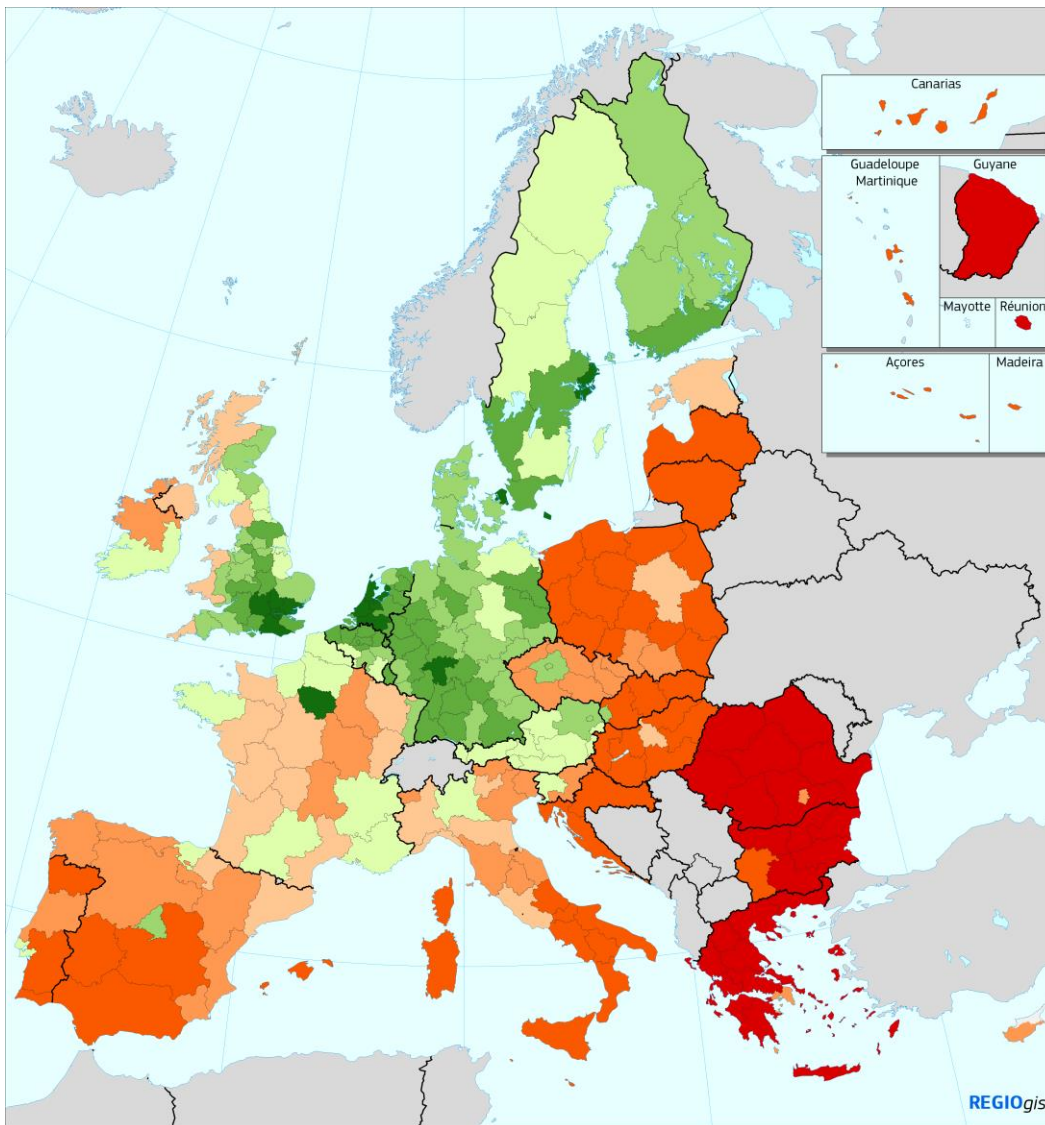 Canarias
Guadeloupe
Martinique
Guyane
Mayotte
Réunion
Açores
Madeira
REGIOgis